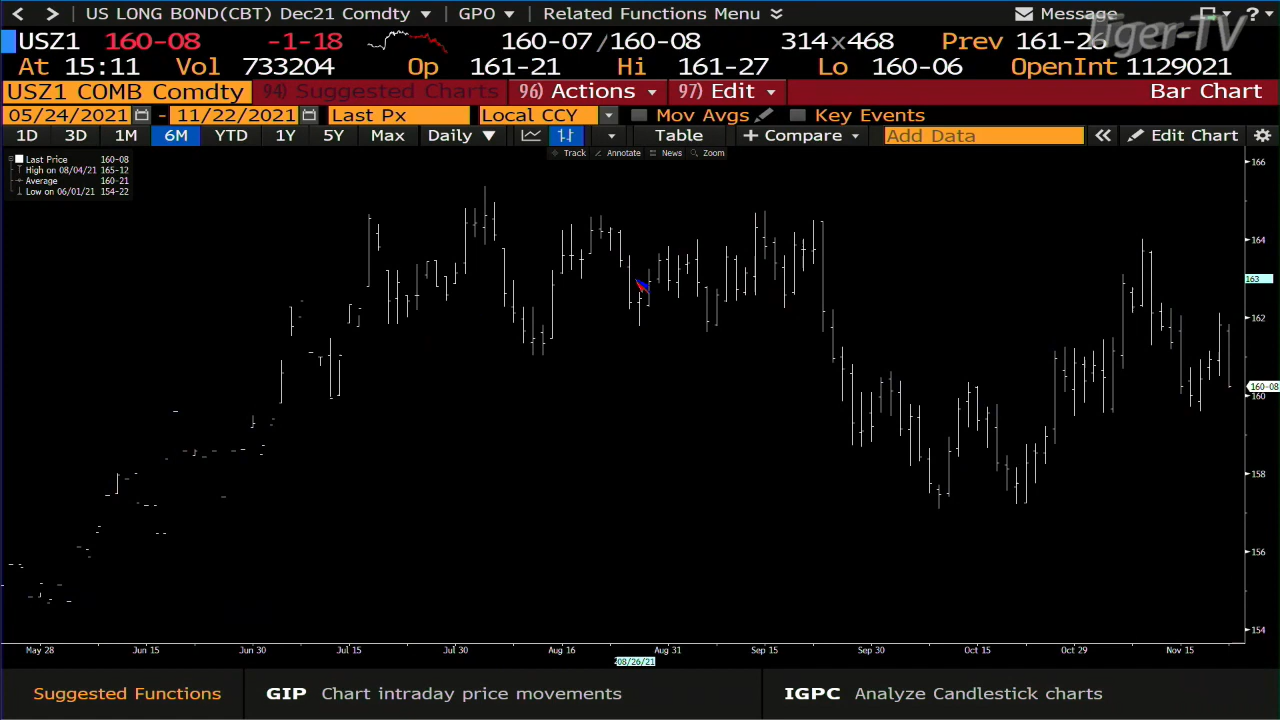 < > US LONG BOND(CBT) Dec21 Comdty GPO Related Functions Menu Message ?
USZ1 160-08 -1-18 160-07/160-08 314x468 Prev 161-26
At 15:11 Vol 733204 Op 161-21 Hi 161-27 Lo 160-06 OpenInt 1129021
Tiger-TV
USZ1 COMB Comdty 94) Suggested Charts 96) Actions 97) Edit Bar Chart
05/24/2021 - 11/22/2021 Last Px Local CCY Mov Avgs Key Events
1D 3D 1M 6M YTD 1Y 5Y Max Daily Table + Compare Add Data « Edit Chart
Track Annotate News Zoom
Last Price 160-08
High on 08/04/21 165-12
Average 160-21
Low on 06/01/21 154-22
166
164
163
162
160-08
160
158
156
154
May 28 Jun 15 Jun 30 Jul 15 Jul 30 Aug 16 Aug 31 Sep 15 Sep 30 Oct 15 Oct 29 Nov 15
08/26/21
Suggested Functions GIP Chart intraday price movements IGPC Analyze Candlestick charts